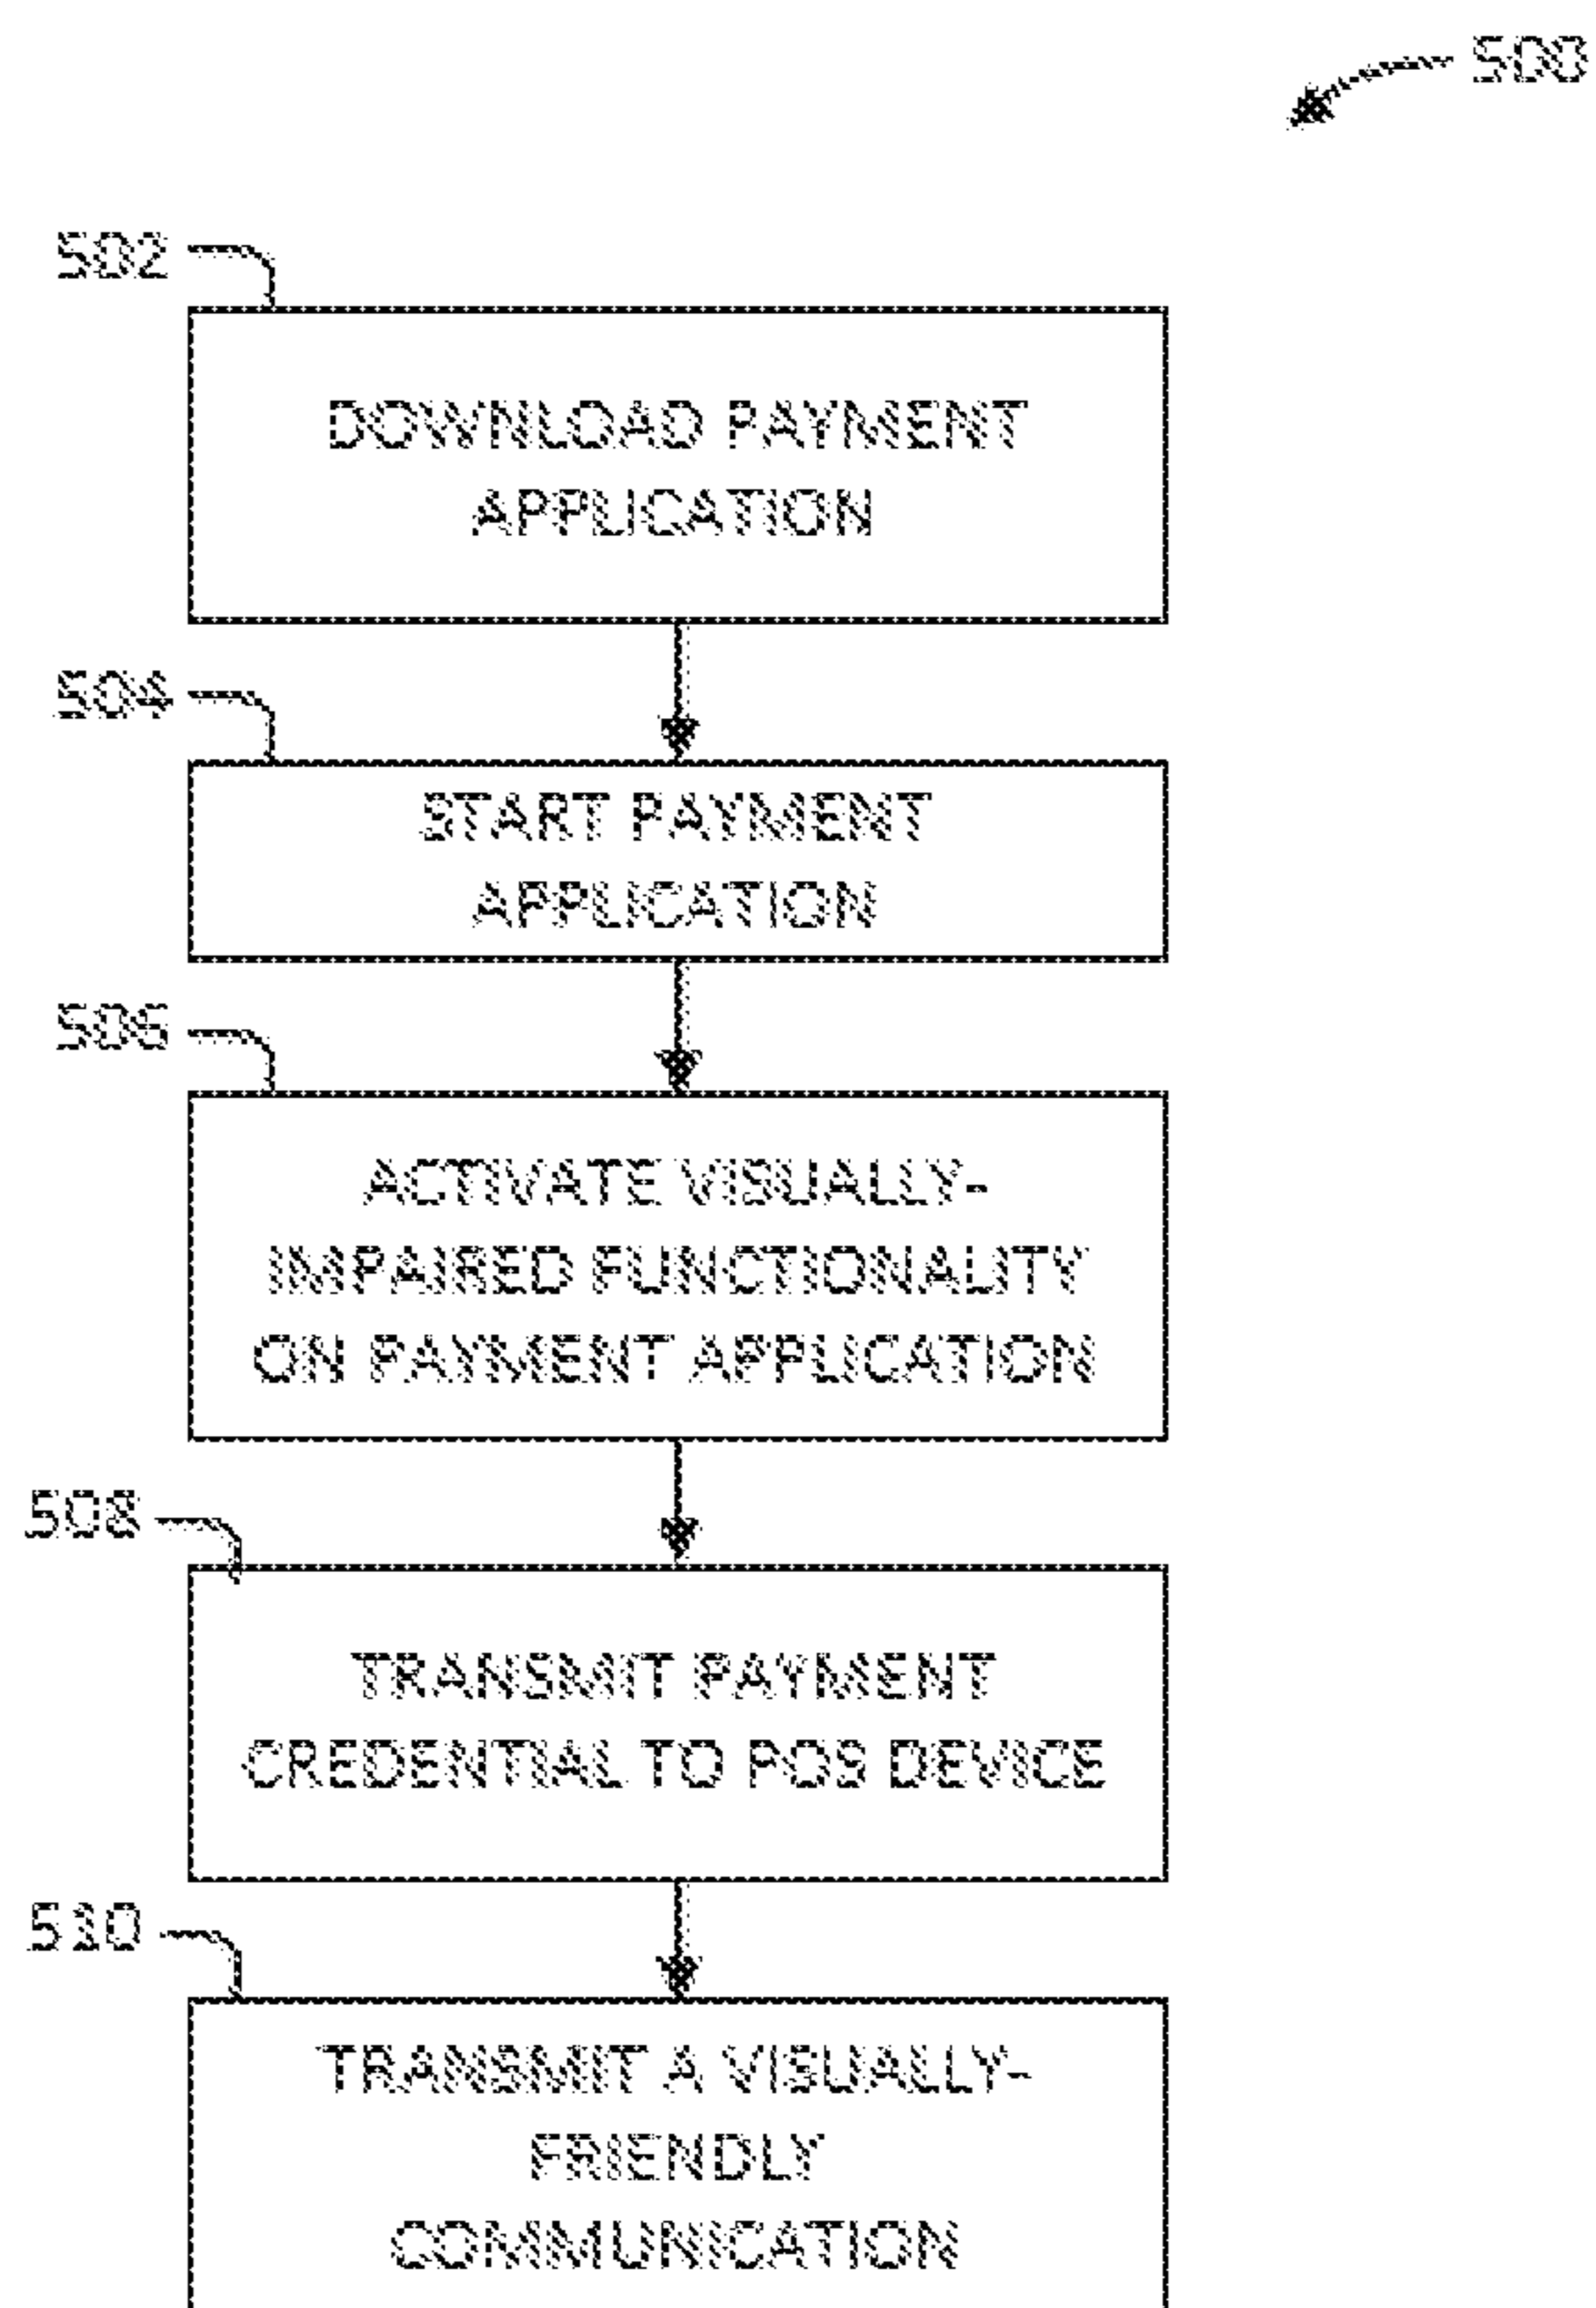 500
502
DOWNLOAD PAYMENT
APPLICATION
504
START PAYMENT
APPLICATION
506
ACTIVATE VISUALLY-
IMPAIRED FUNCTIONALITY
ON PAYMENT APPLICATION
508
TRANSMIT PAYMENT
CREDENTIAL TO POS DEVICE
510
TRANSMIT A VISUALLY-
FRIENDLY
COMMUNICATION